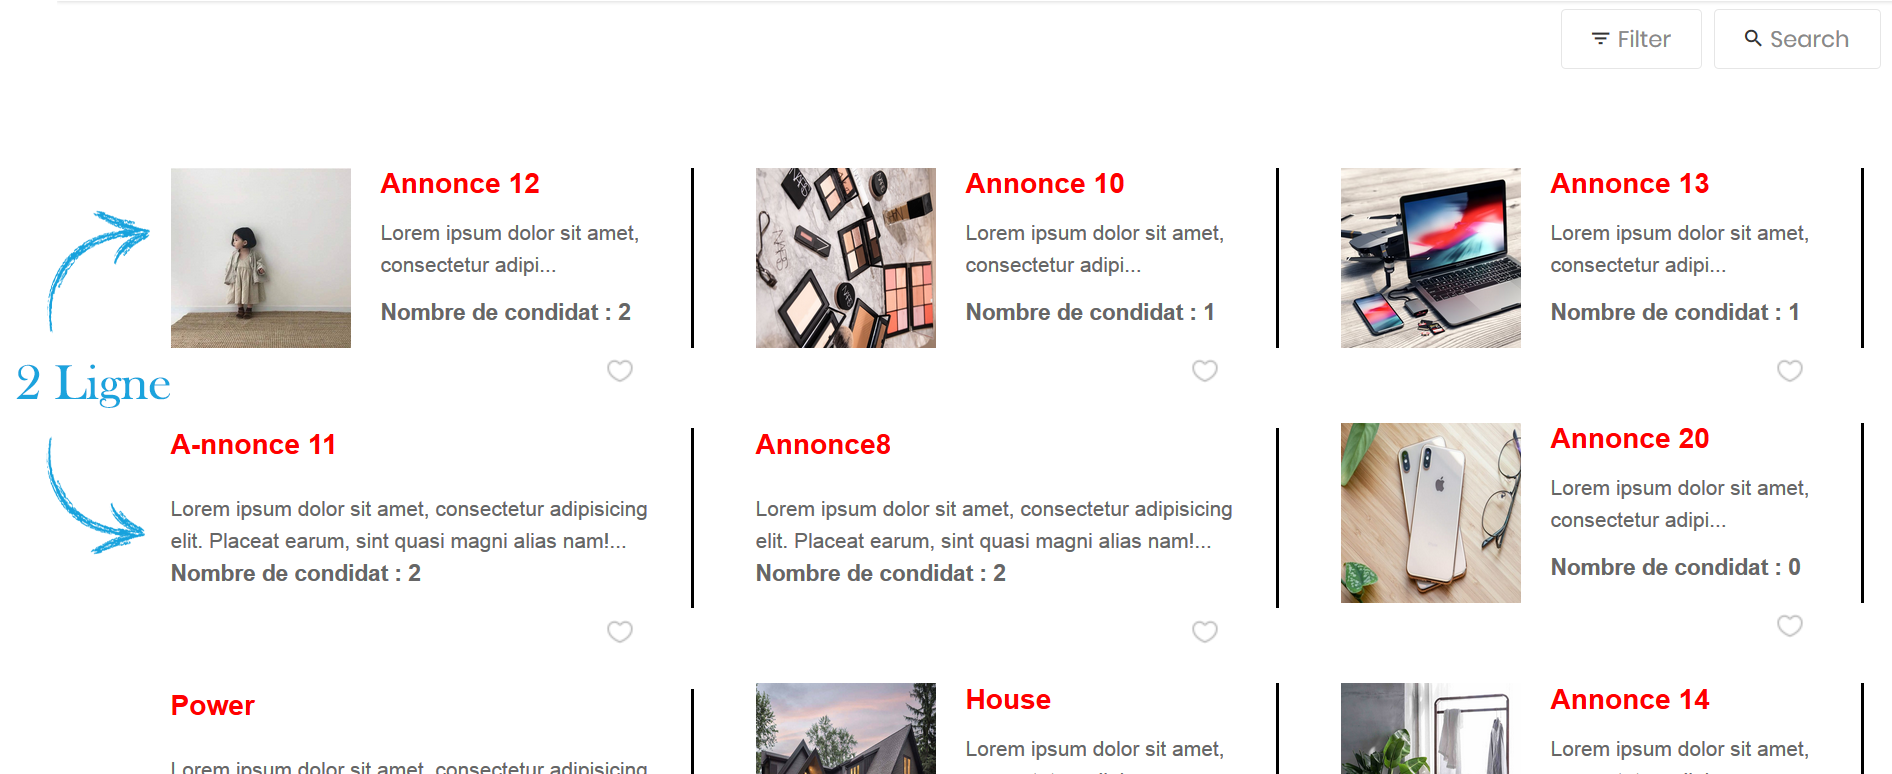 Filter
Search
Annonce 12
Lorem ipsum dolor sit amet,
consectetur adipi...
Nombre de condidat : 2
Annonce 10
Lorem ipsum dolor sit amet,
consectetur adipi...
Nombre de condidat : 1
Annonce 13
Lorem ipsum dolor sit amet,
consectetur adipi...
Nombre de condidat : 1
2 Ligne
A-nnonce 11
Lorem ipsum dolor sit amet, consectetur adipisicing
elit. Placeat earum, sint quasi magni alias nam!...
Nombre de condidat : 2
Annonce8
Lorem ipsum dolor sit amet, consectetur adipisicing
elit. Placeat earum, sint quasi magni alias nam!...
Nombre de condidat : 2
Annonce 20
Lorem ipsum dolor sit amet,
consectetur adipi...
Nombre de condidat : 0
Power
Lorem ipsum dolor sit amet, consectetur adipisicing
House
Lorem ipsum dolor sit amet,
Annonce 14
Lorem ipsum dolor sit amet,